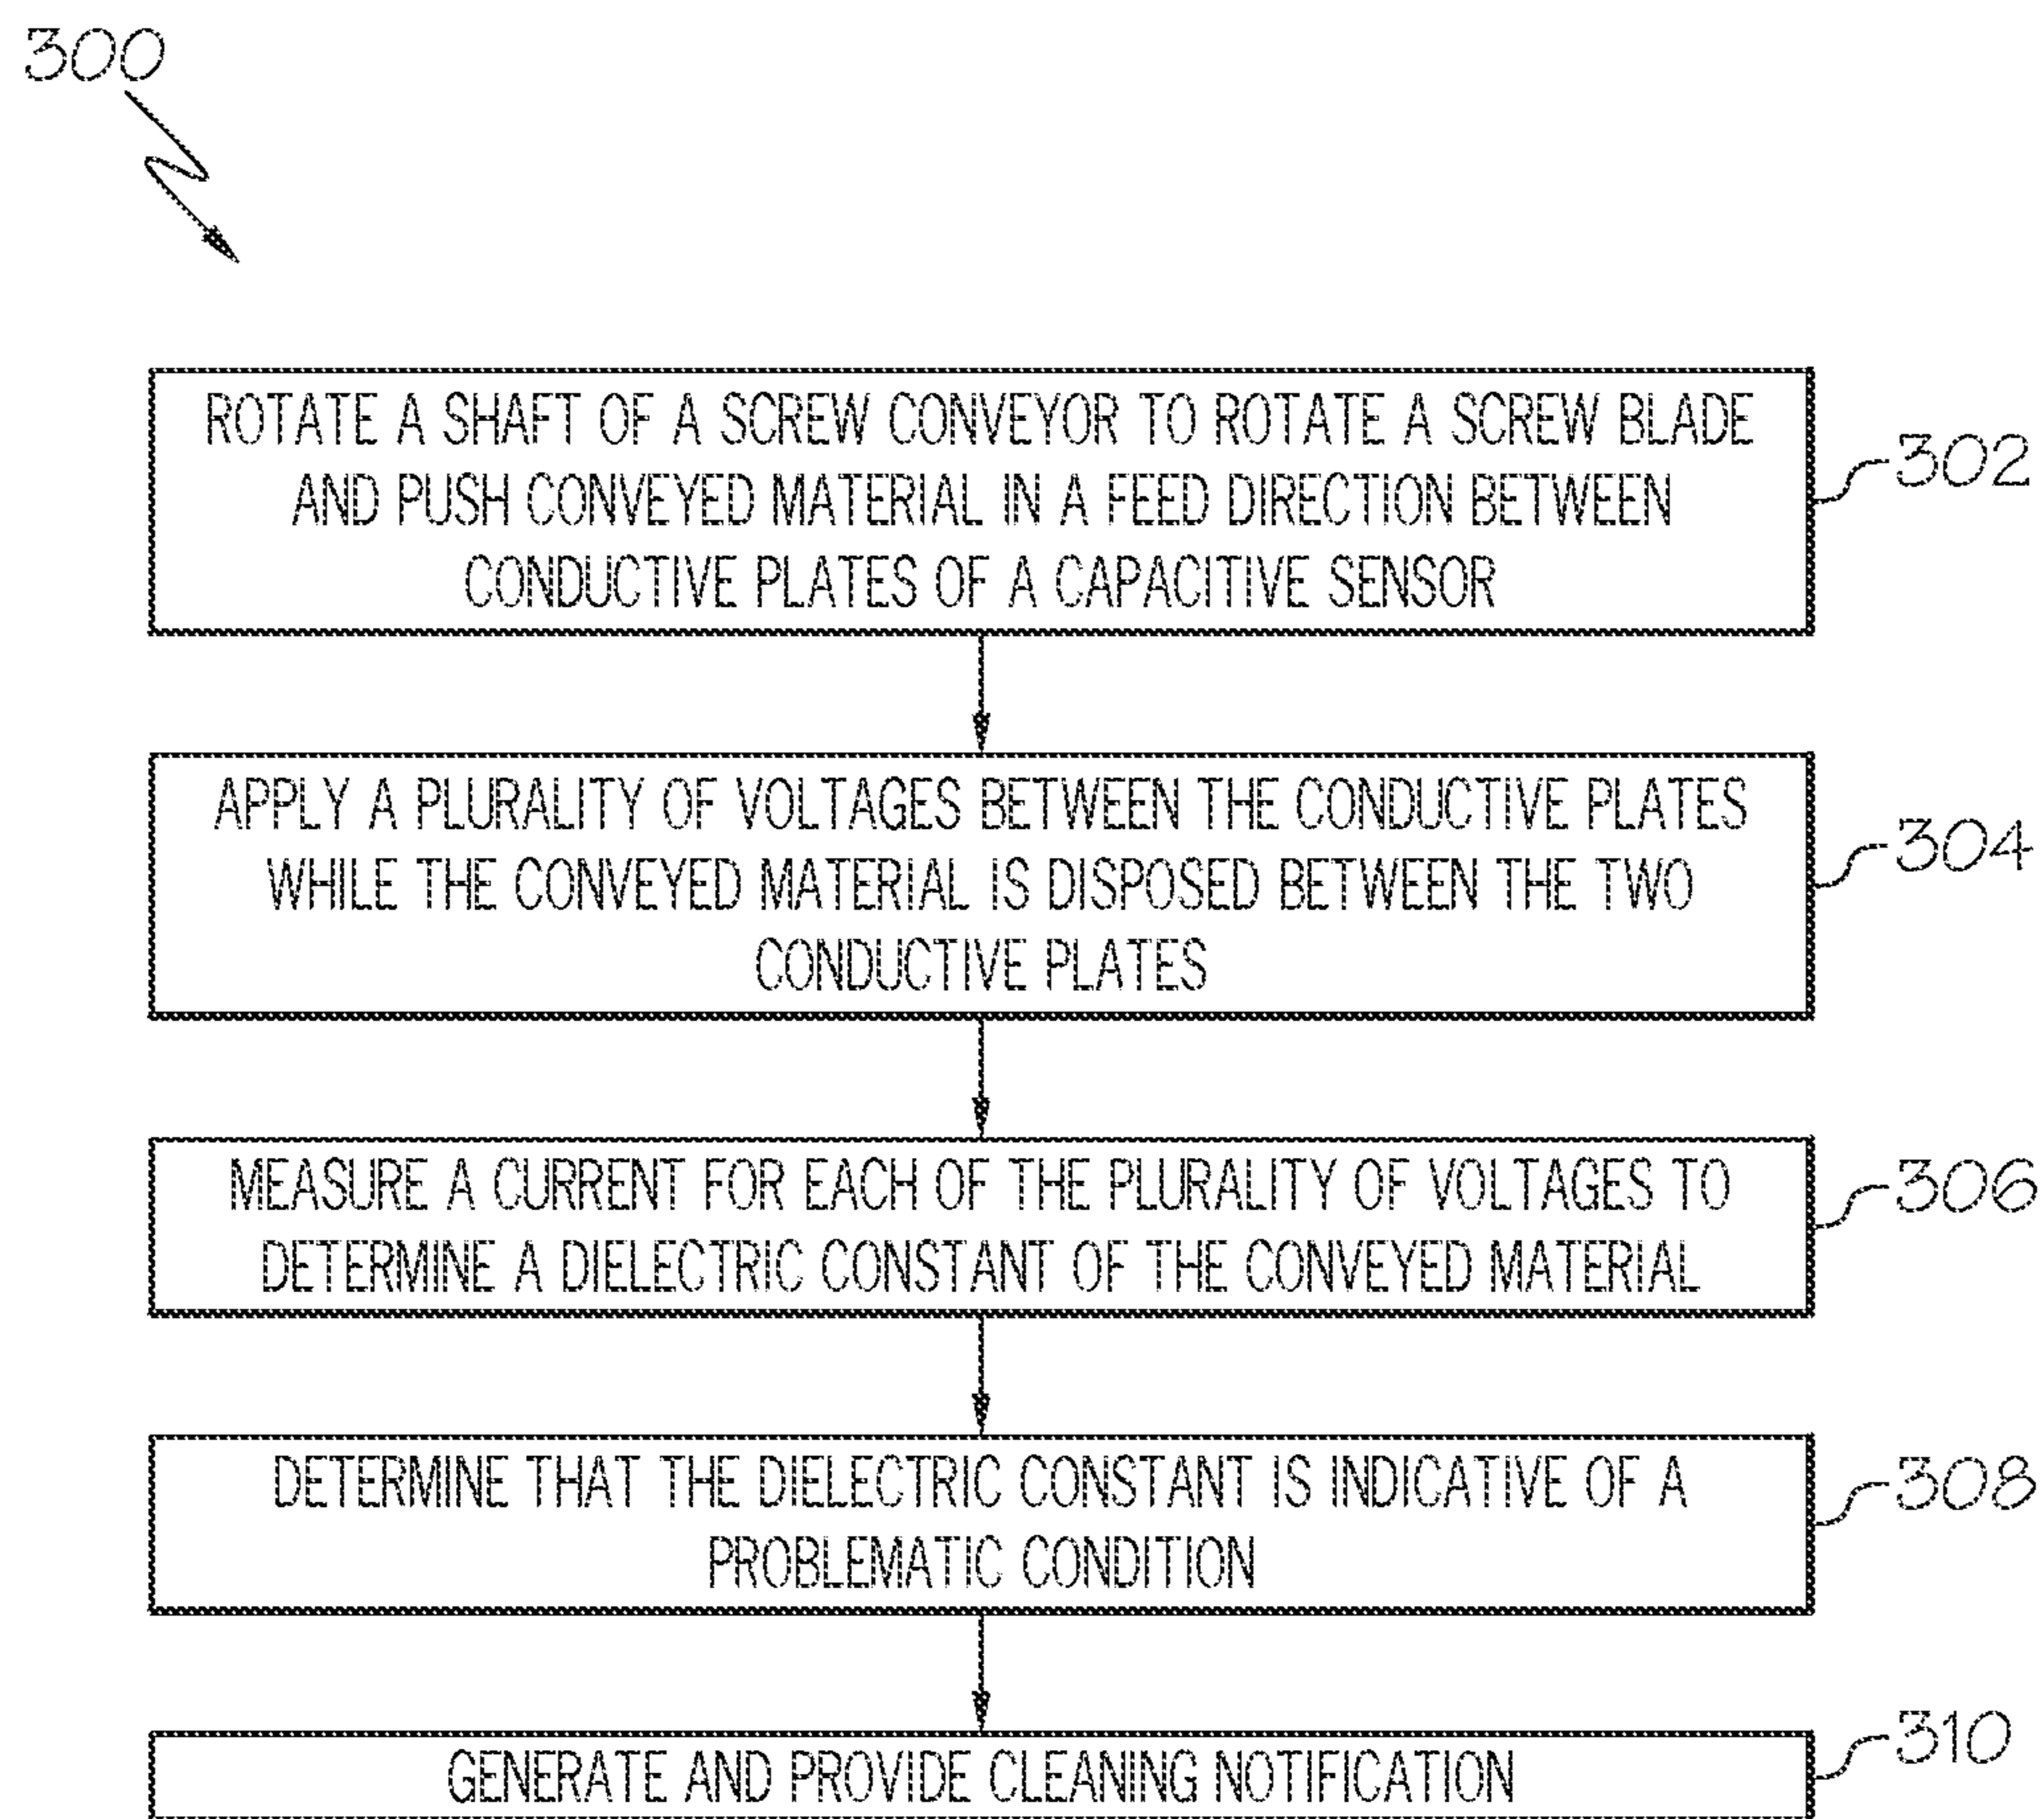 300
ROTATE A SHAFT OF A SCREW CONVEYOR TO ROTATE A SCREW BLADE
AND PUSH CONVEYED MATERIAL IN A FEED DIRECTION BETWEEN
CONDUCTIVE PLATES OF A CAPACITIVE SENSOR
302
APPLY A PLURALITY OF VOLTAGES BETWEEN THE CONDUCTIVE PLATES
WHILE THE CONVEYED MATERIAL IS DISPOSED BETWEEN THE TWO
CONDUCTIVE PLATES
304
MEASURE A CURRENT FOR EACH OF THE PLURALITY OF VOLTAGES TO
DETERMINE A DIELECTRIC CONSTANT OF THE CONVEYED MATERIAL
306
DETERMINE THAT THE DIELECTRIC CONSTANT IS INDICATIVE OF A
PROBLEMATIC CONDITION
308
GENERATE AND PROVIDE CLEANING NOTIFICATION
310